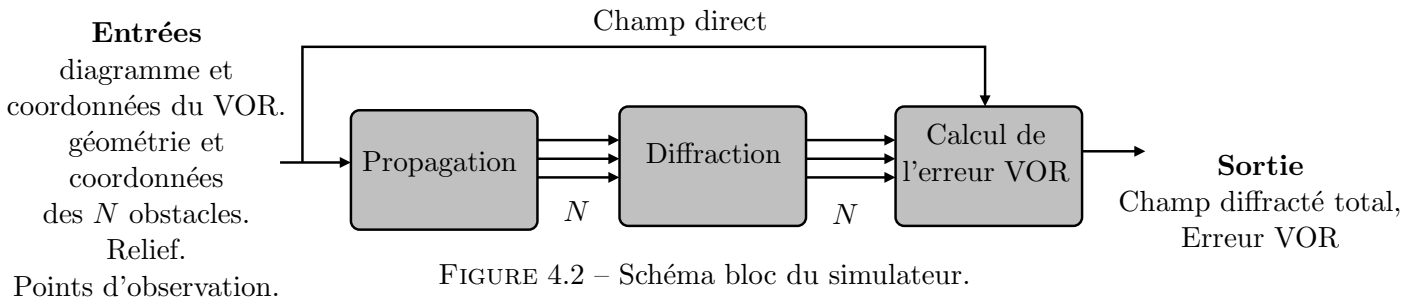 Champ direct
Entrées
diagramme et
coordonnées du VOR.
géométrie et
coordonnées
des N obstacles.
Relief.
Points d'observation.
Propagation
N
Diffraction
N
Calcul de
l'erreur VOR
Sortie
Champ diffracté total,
Erreur VOR
FIGURE 4.2 – Schéma bloc du simulateur.